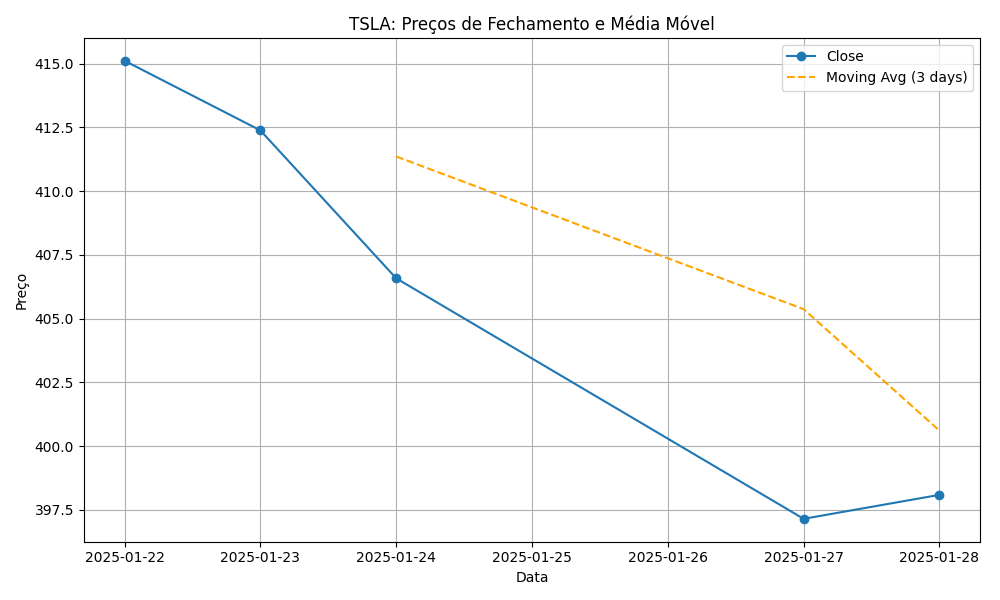 TSLA: Preços de Fechamento e Média Móvel
Close
Moving Avg (3 days)
Preço
415.0
412.5
410.0
407.5
405.0
402.5
400.0
397.5
2025-01-22 2025-01-23 2025-01-24 2025-01-25 2025-01-26 2025-01-27 2025-01-28
Data